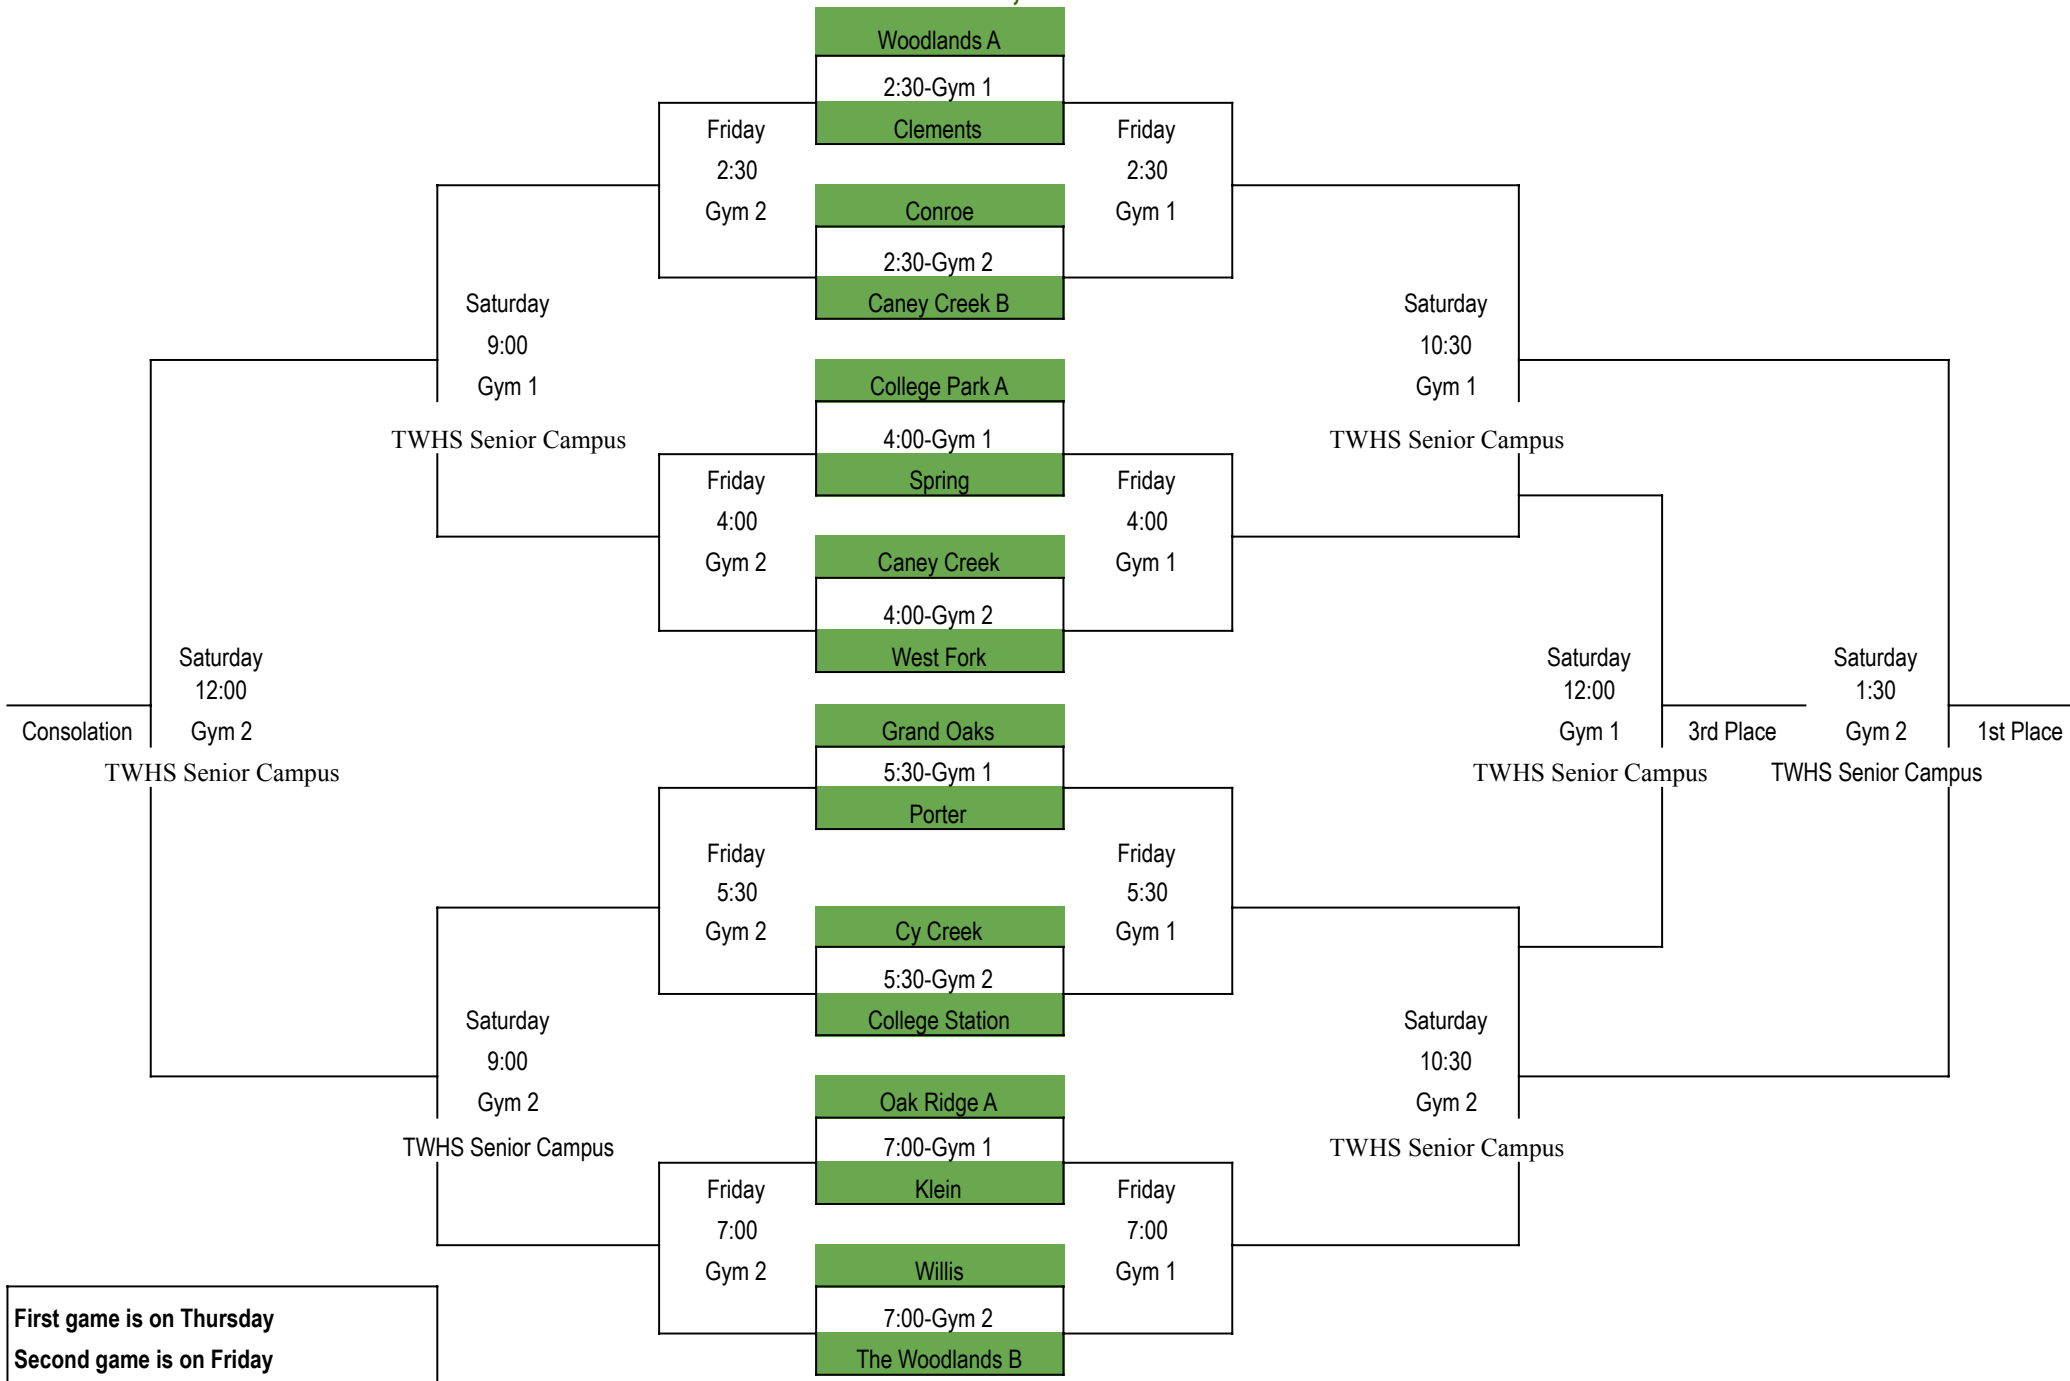 Woodlands A
2:30-Gym 1
Clements
Friday
2:30
Gym 2
Friday
2:30
Gym 1
Conroe
2:30-Gym 2
Caney Creek B
Saturday
9:00
Gym 1
TWHS Senior Campus
Saturday
10:30
Gym 1
TWHS Senior Campus
College Park A
4:00-Gym 1
Spring
Friday
4:00
Gym 2
Friday
4:00
Gym 1
Caney Creek
4:00-Gym 2
West Fork
Saturday
12:00
Gym 2
Consolation
TWHS Senior Campus
Saturday
12:00
Gym 1
3rd Place
TWHS Senior Campus
Saturday
1:30
Gym 2
1st Place
TWHS Senior Campus
Grand Oaks
5:30-Gym 1
Porter
Friday
5:30
Gym 2
Friday
5:30
Gym 1
Cy Creek
5:30-Gym 2
College Station
Saturday
9:00
Gym 2
TWHS Senior Campus
Saturday
10:30
Gym 2
TWHS Senior Campus
Oak Ridge A
7:00-Gym 1
Klein
Friday
7:00
Gym 2
Friday
7:00
Gym 1
Willis
7:00-Gym 2
The Woodlands B
First game is on Thursday
Second game is on Friday